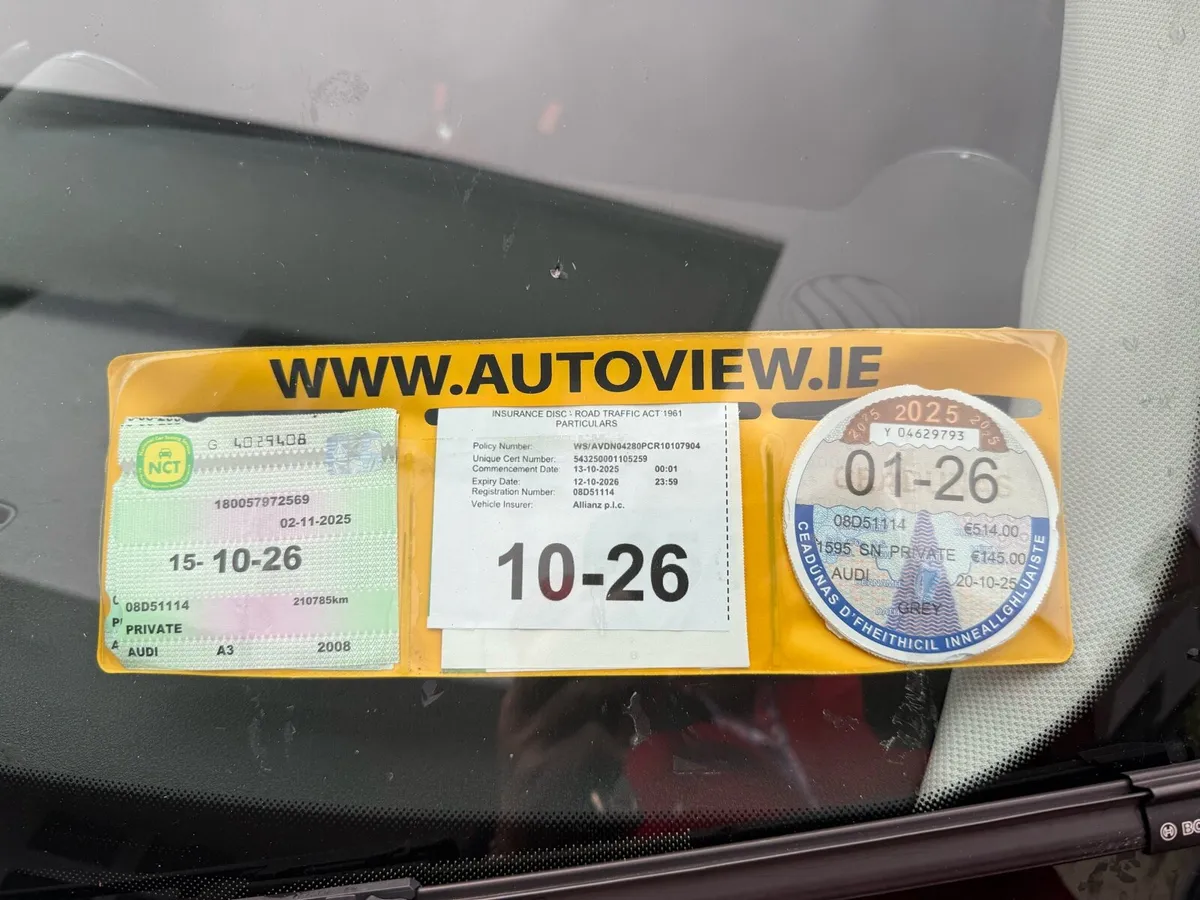 WWW.AUTOVIEW.IE
NCT
G 4029408
180057972569
02-11-2025
15-10-26
08D51114
210785km
PRIVATE
AUDI A3 2008
INSURANCE DISC : ROAD TRAFFIC ACT 1961
PARTICULARS
Policy Number: WS/AVDN04280PCR10107904
Unique Cert Number: 543250001105259
Commencement Date: 13-10-2025 00:01
Expiry Date: 12-10-2026 23:59
Registration Number: 08D51114
Vehicle Insurer: Allianz p.l.c.
10-26
2025 2025 2025
Y 04629793
01-26
08D51114 €514.00
1595 SN PRIVATE €145.00
AUDI 20-10-25
GREY
CEADÚNAS D'FHEITHICIL INNEALLGHLUAISTE